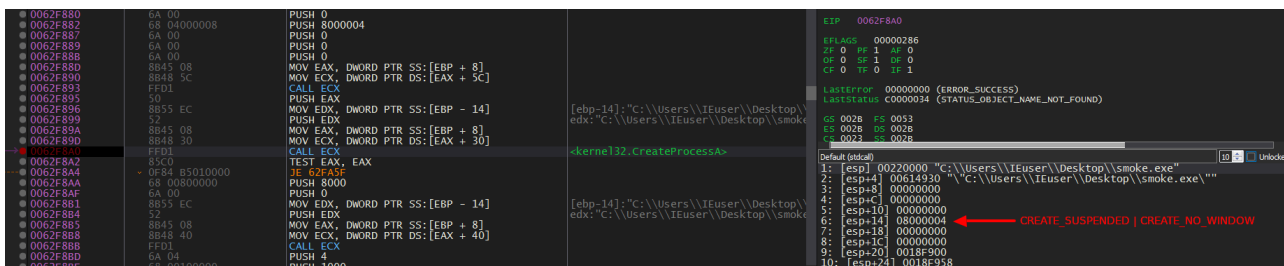 0062F880 6A 00 PUSH 0
0062F882 68 04000008 PUSH 8000004
0062F887 6A 00 PUSH 0
0062F889 6A 00 PUSH 0
0062F88B 6A 00 PUSH 0
0062F88D 8B45 08 MOV EAX, DWORD PTR SS:[EBP + 8]
0062F890 8B48 5C MOV ECX, DWORD PTR DS:[EAX + 5C]
0062F893 FFD1 CALL ECX
0062F895 50 PUSH EAX
0062F896 8B55 EC MOV EDX, DWORD PTR SS:[EBP - 14] [ebp-14]:"C:\\Users\\IEuser\\Desktop\\
0062F899 52 PUSH EDX edx:"C:\\Users\\IEuser\\Desktop\\smoke
0062F89A 8B45 08 MOV EAX, DWORD PTR SS:[EBP + 8]
0062F89D 8B48 30 MOV ECX, DWORD PTR DS:[EAX + 30]
0062F8A0 FFD1 CALL ECX <kernel32.CreateProcessA>
0062F8A2 85C0 TEST EAX, EAX
0062F8A4 0F84 B5010000 JE 62FA5F
0062F8AA 68 00800000 PUSH 8000
0062F8AF 6A 00 PUSH 0
0062F8B1 8B55 EC MOV EDX, DWORD PTR SS:[EBP - 14] [ebp-14]:"C:\\Users\\IEuser\\Desktop\\
0062F8B4 52 PUSH EDX edx:"C:\\Users\\IEuser\\Desktop\\smoke
0062F8B5 8B45 08 MOV EAX, DWORD PTR SS:[EBP + 8]
0062F8B8 8B48 40 MOV ECX, DWORD PTR DS:[EAX + 40]
0062F8BB FFD1 CALL ECX
0062F8BD 6A 04 PUSH 4
EIP 0062F8A0
EFLAGS 00000286
ZF 0 PF 1 AF 0
OF 0 SF 1 DF 0
CF 0 TF 0 IF 1
LastError 00000000 (ERROR_SUCCESS)
LastStatus C0000034 (STATUS_OBJECT_NAME_NOT_FOUND)
GS 002B FS 0053
ES 002B DS 002B
CS 0023 SS 002B
Default (stdcall) 10 Unlocke
1: [esp] 00220000 "C:\\Users\\IEuser\\Desktop\\smoke.exe"
2: [esp+4] 00614930 "\"C:\\Users\\IEuser\\Desktop\\smoke.exe\""
3: [esp+8] 00000000
4: [esp+C] 00000000
5: [esp+10] 00000000
6: [esp+14] 08000004 CREATE_SUSPENDED | CREATE_NO_WINDOW
7: [esp+18] 00000000
8: [esp+1C] 00000000
9: [esp+20] 0018F900
10: [esp+24] 0018F958